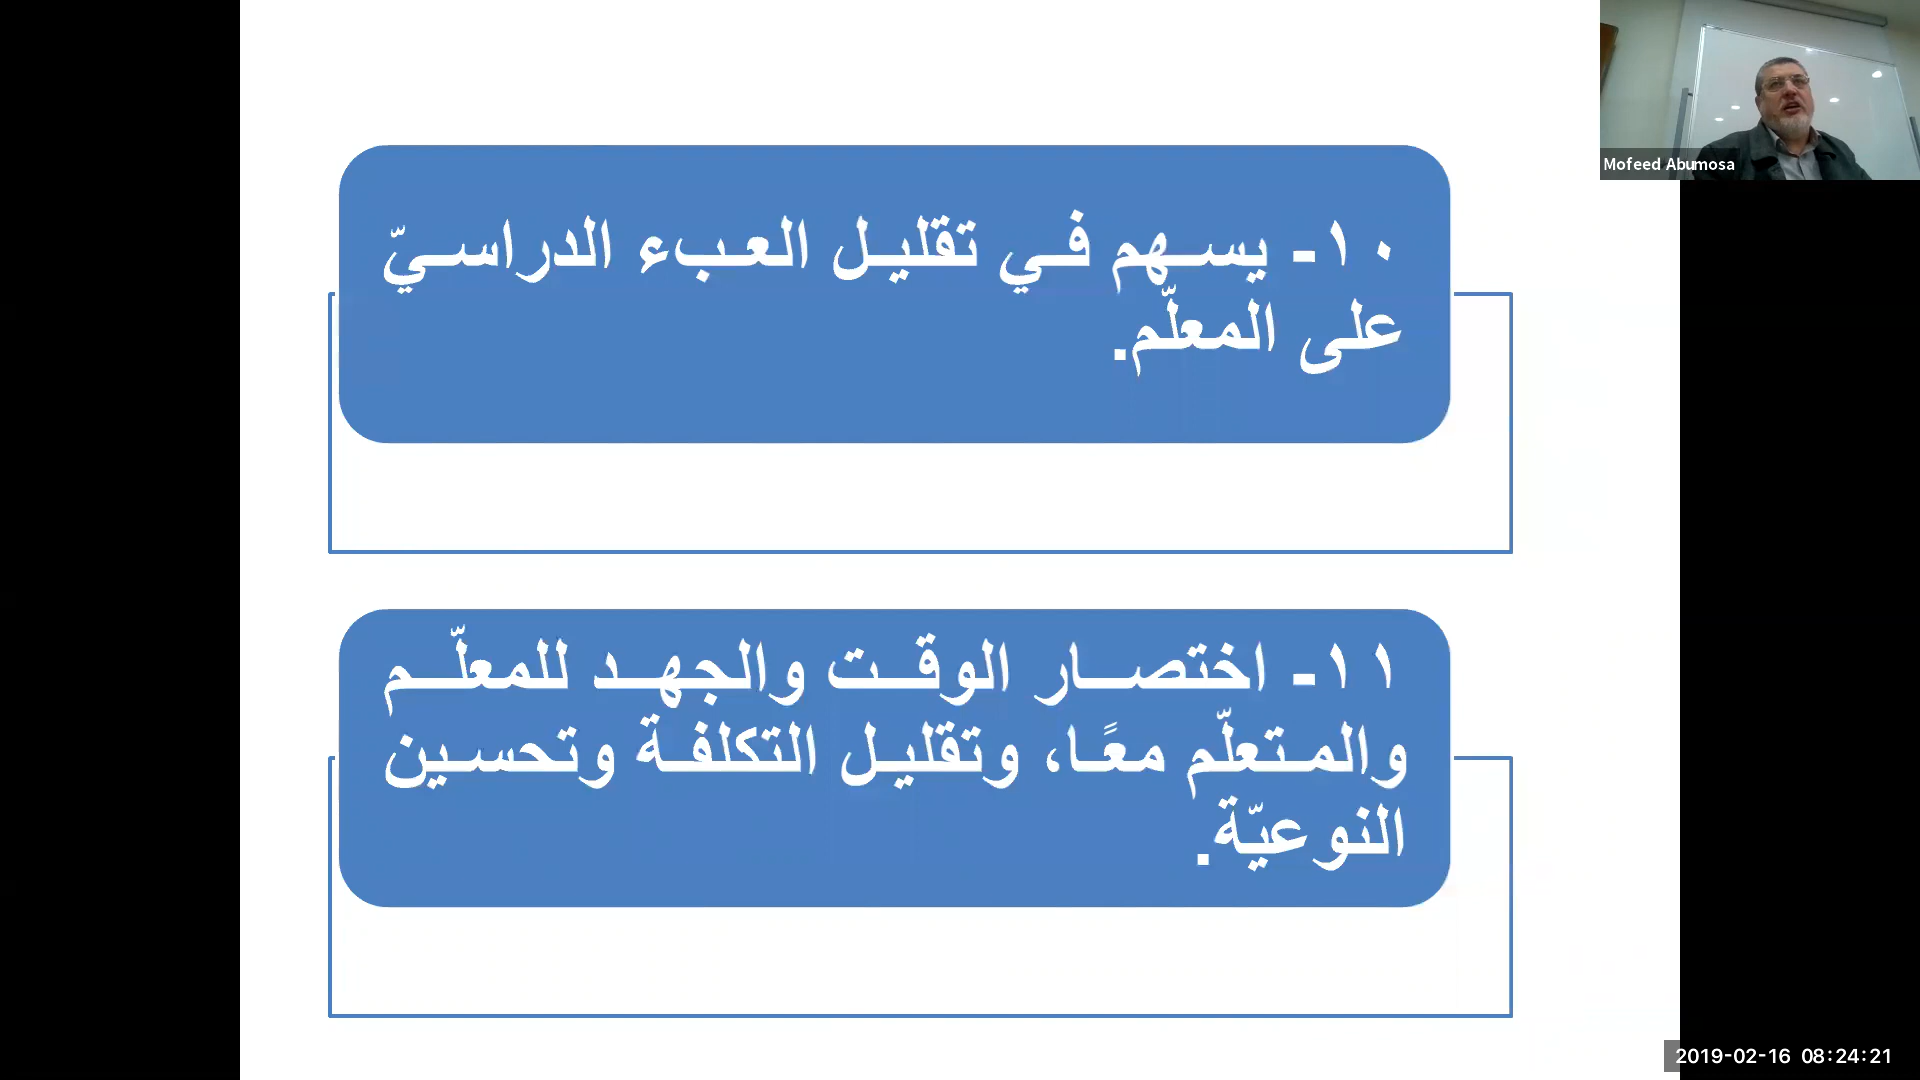 ١٠- يسهم في تقليل العبء الدراسيّ
على المعلّم.
١١- اختصار الوقت والجهد للمعلّم
والمتعلّم معًا، وتقليل التكلفة وتحسين
النوعيّة.
Mofeed Abumosa
2019-02-16 08:24:21